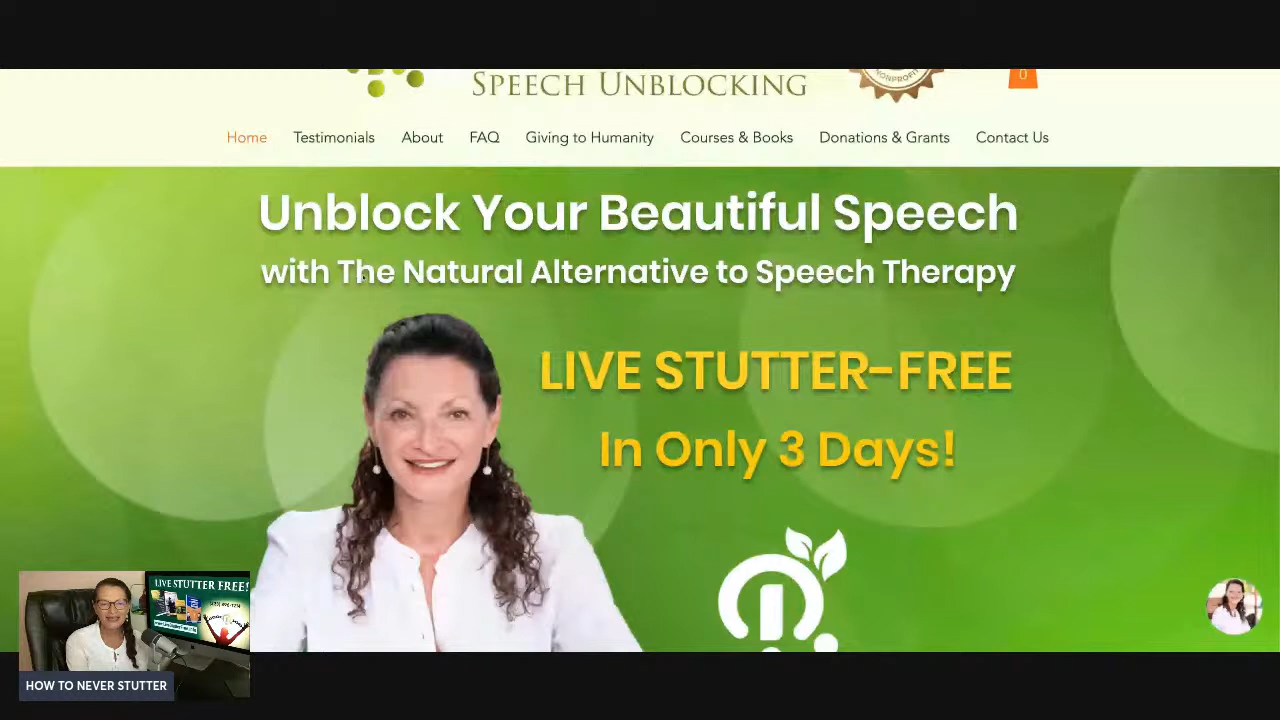 SPEECH UNBLOCKING
NONPROFIT
0
Home Testimonials About FAQ Giving to Humanity Courses & Books Donations & Grants Contact Us
Unblock Your Beautiful Speech
with The Natural Alternative to Speech Therapy
LIVE STUTTER-FREE
In Only 3 Days!
LIVE STUTTER FREE!
HOW TO NEVER STUTTER